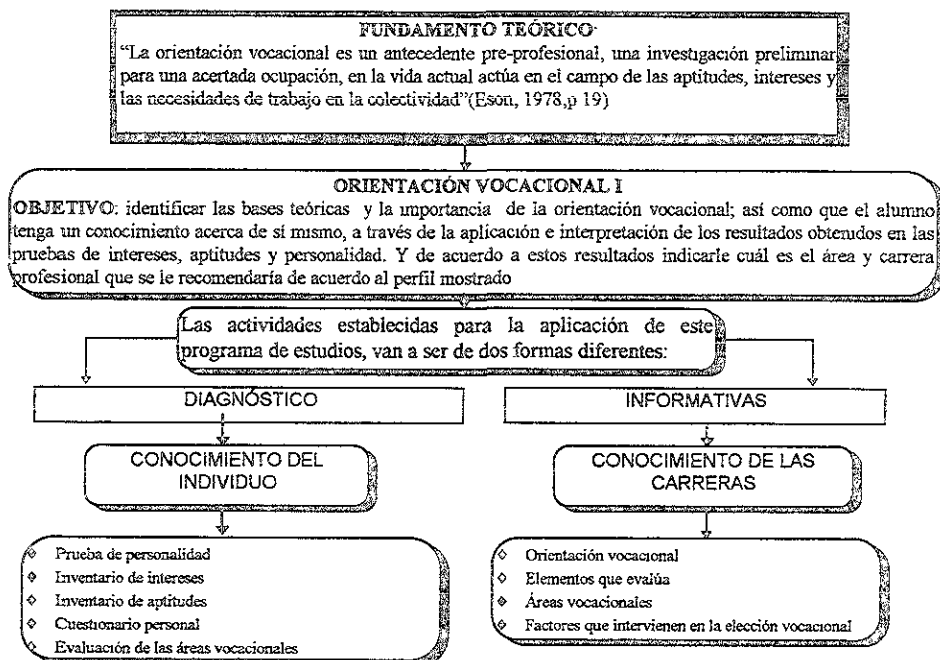 FUNDAMENTO TEÓRICO
“La orientación vocacional es un antecedente pre-profesional, una investigación preliminar
para una acertada ocupación, en la vida actual actúa en el campo de las aptitudes, intereses y
las necesidades de trabajo en la colectividad”(Eson, 1978,p 19)
ORIENTACIÓN VOCACIONAL I
OBJETIVO: identificar las bases teóricas y la importancia de la orientación vocacional; así como que el alumno
tenga un conocimiento acerca de sí mismo, a través de la aplicación e interpretación de los resultados obtenidos en las
pruebas de intereses, aptitudes y personalidad. Y de acuerdo a estos resultados indicarle cuál es el área y carrera
profesional que se le recomendaría de acuerdo al perfil mostrado
Las actividades establecidas para la aplicación de este
programa de estudios, van a ser de dos formas diferentes:
DIAGNÓSTICO
INFORMATIVAS
CONOCIMIENTO DEL
INDIVIDUO
CONOCIMIENTO DE LAS
CARRERAS
Prueba de personalidad
Inventario de intereses
Inventario de aptitudes
Cuestionario personal
Evaluación de las áreas vocacionales
Orientación vocacional
Elementos que evalúa
Áreas vocacionales
Factores que intervienen en la elección vocacional